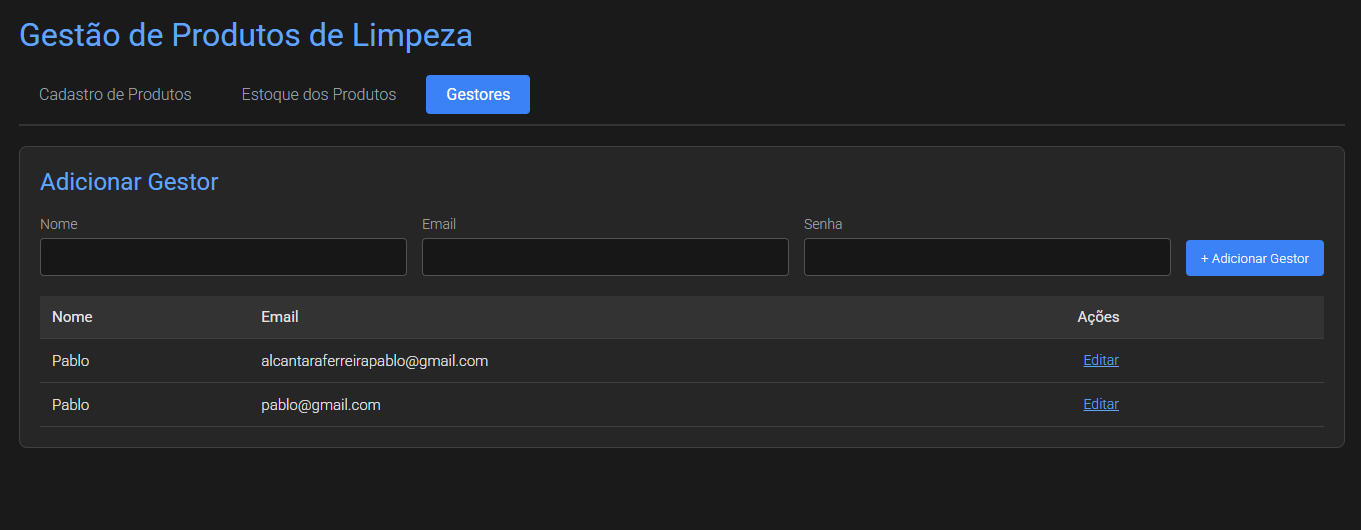 Gestão de Produtos de Limpeza
Cadastro de Produtos Estoque dos Produtos Gestores
Adicionar Gestor
Nome Email Senha
+ Adicionar Gestor
Nome Email Ações
Pablo alcantaraferreirapablo@gmail.com Editar
Pablo pablo@gmail.com Editar